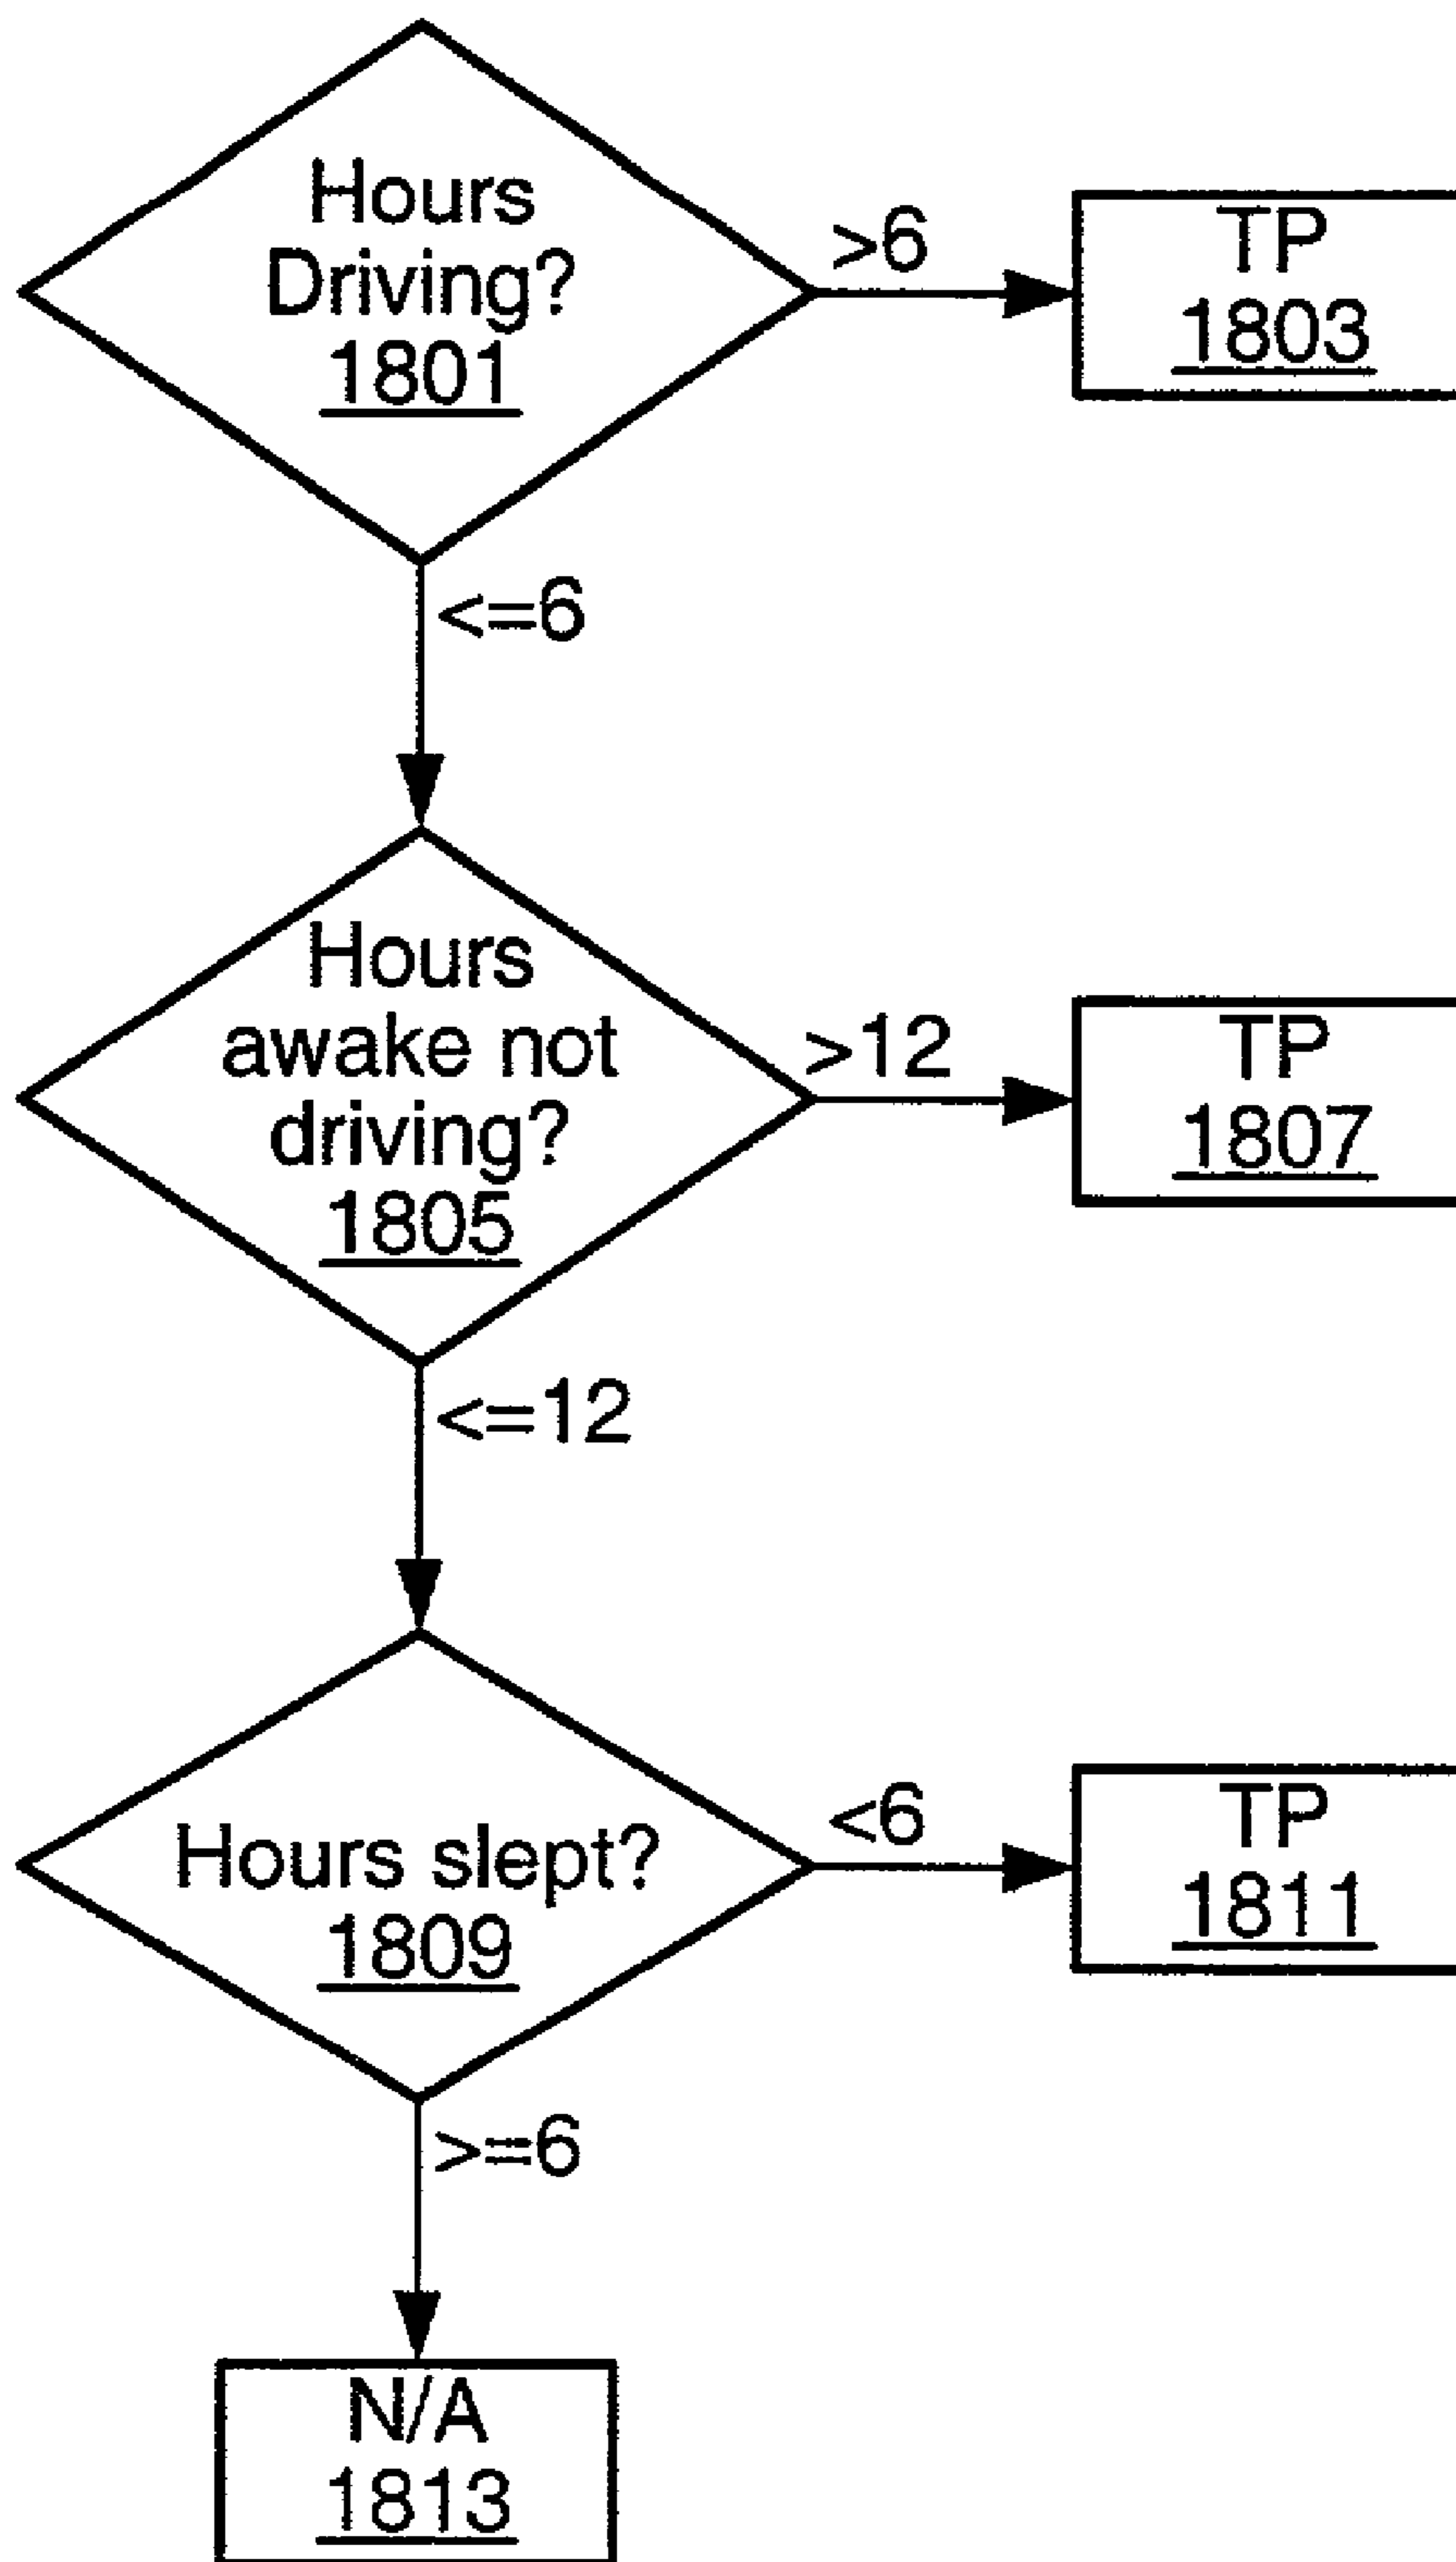 Hours
Driving?
1801
>6
TP
1803
<=6
Hours
awake not
driving?
1805
>12
TP
1807
<=12
Hours slept?
1809
<6
TP
1811
>=6
N/A
1813